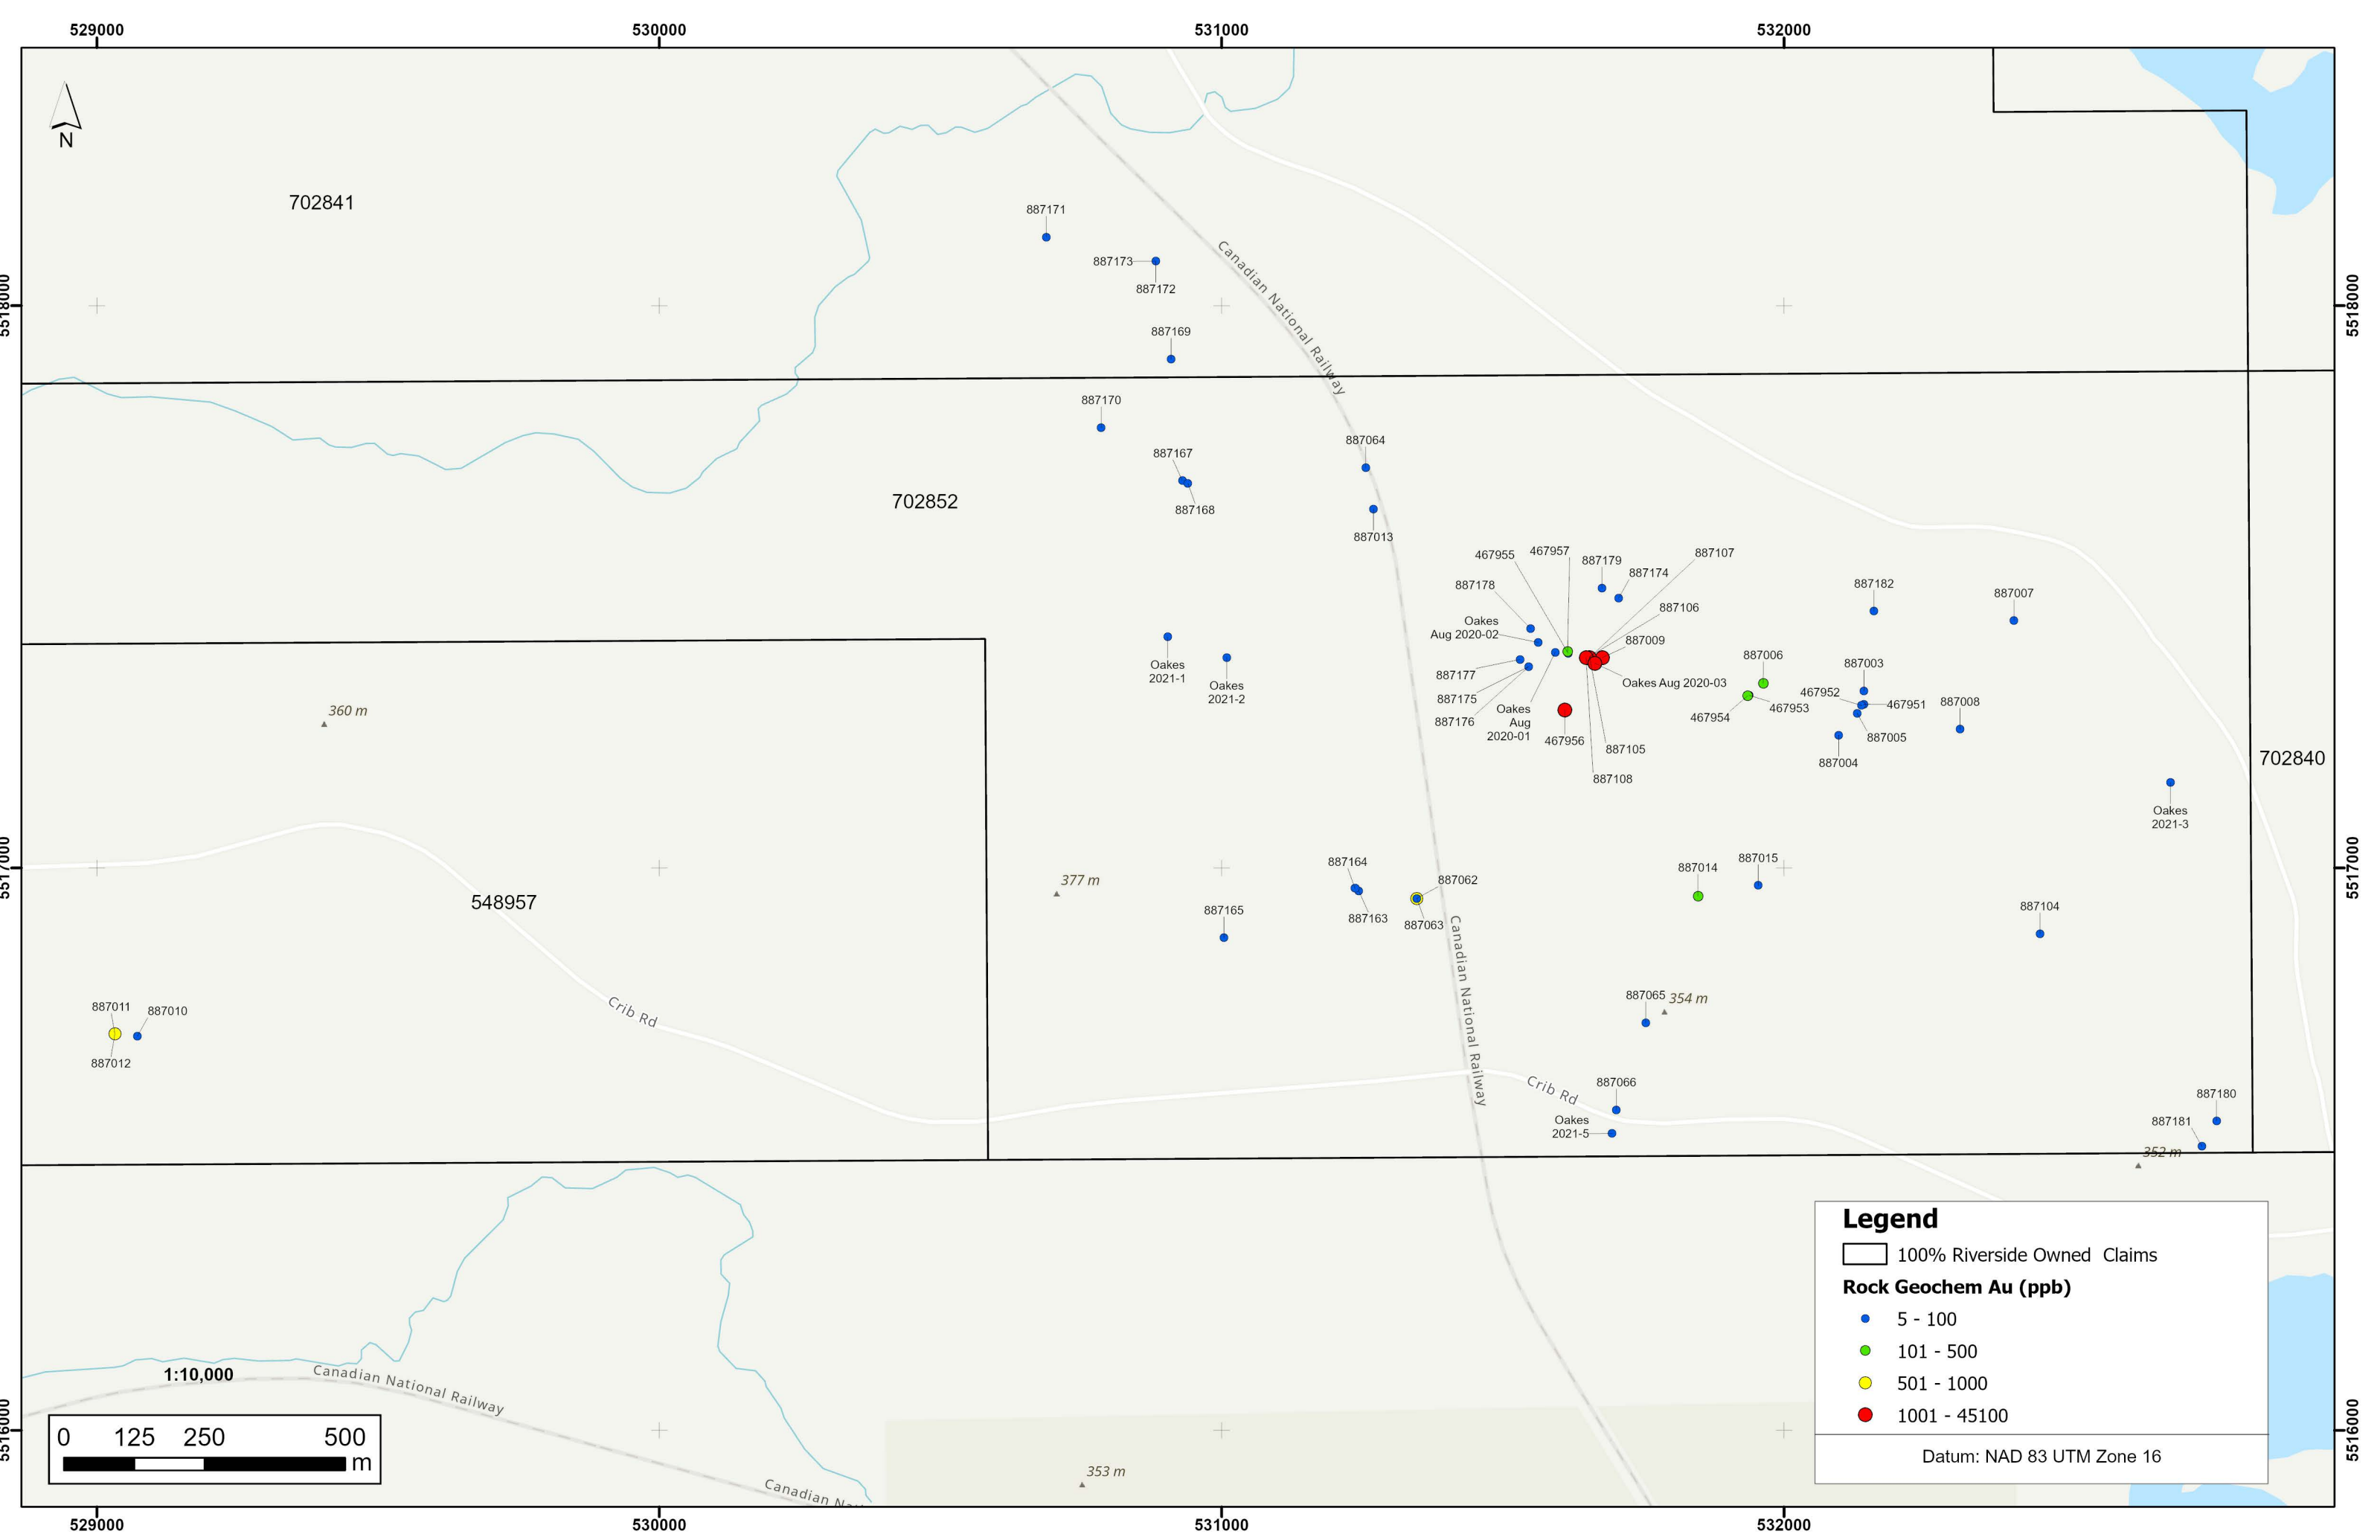 529000
530000
531000
532000
N
702841
887171
887173
887172
Canadian National Railway
5518000
5518000
887169
887170
887064
887167
702852
887168
887013
467955
467957
887107
887179
887174
887178
887182
887007
887106
Oakes
Aug 2020-02
887009
887006
Oakes
2021-1
887003
887177
Oakes Aug 2020-03
Oakes
2021-2
467952
887175
467951
887008
467953
360 m
Oakes
Aug
2020-01
467954
887176
887005
467956
887105
702840
887004
887108
Oakes
2021-3
887015
887164
5517000
5517000
887014
377 m
887062
548957
887104
887165
887163
887063
Canadian National Railway
887065
354 m
887011
887010
Crib Rd
887012
887066
Crib Rd
887180
Oakes
2021-5
887181
352 m
Legend
100% Riverside Owned Claims
Rock Geochem Au (ppb)
5 - 100
101 - 500
501 - 1000
1001 - 45100
Datum: NAD 83 UTM Zone 16
1:10,000
Canadian National Railway
5516000
5516000
0 125 250 500
m
353 m
Canadian
529000
530000
531000
532000